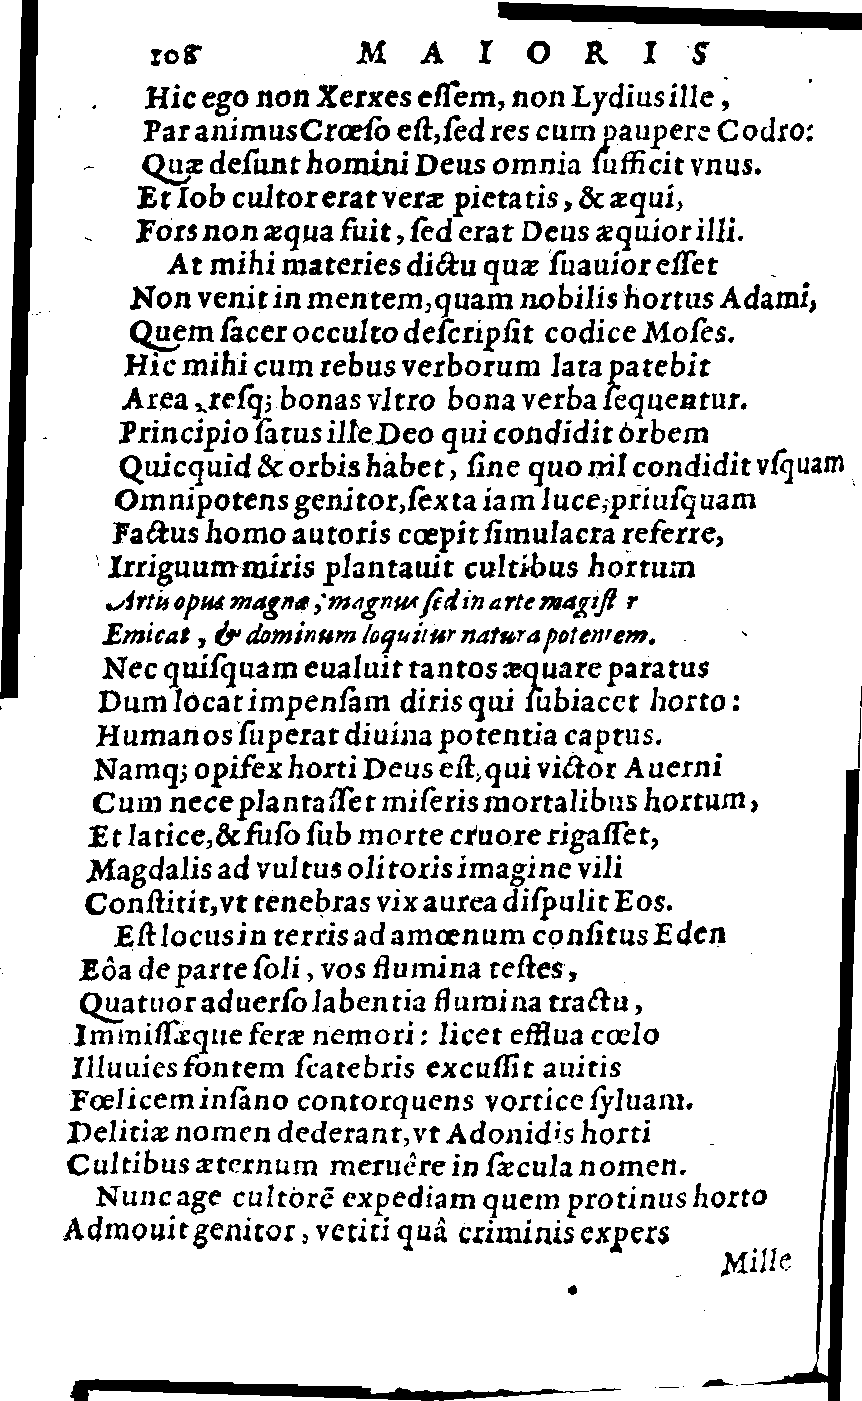 108 MAIORIS
Hic ego non Xerxes eſſem, non Lydius ille,
Par animus Crœſo eſt, ſed res cum paupere Codro:
Quæ deſunt homini Deus omnia ſufficit vnus.
Et Iob cultor erat veræ pietatis, & æqui,
Fors non æqua fuit, ſed erat Deus æquior illi.
At mihi materies dictu quæ ſuauior eſſet
Non venit in mentem, quam nobilis hortus Adami,
Quem ſacer occulto deſcripſit codice Moſes.
Hic mihi cum rebus verborum lata patebit
Area, reſq; bonas vltro bona verba ſequentur.
Principio ſatus ille Deo qui condidit orbem
Quicquid & orbis habet, ſine quo nil condidit vſquam
Omnipotens genitor, ſexta iam luce, priuſquam
Factus homo autoris cœpit ſimulacra referre,
Irriguum miris plantauit cultibus hortum
Artis opus magnæ, magnus ſed in arte magiſt r
Emicat, & dominum loquitur natura potentem.
Nec quiſquam eualuit tantos æquare paratus
Dum locat impenſam diris qui ſubiacet horto:
Humanos ſuperat diuina potentia captus.
Namq; opifex horti Deus eſt, qui victor Auerni
Cum nece plantaſſet miſeris mortalibus hortum,
Et latice, & fuſo ſub morte cruore rigaſſet,
Magdalis ad vultus olitoris imagine vili
Conſtitit, vt tenebras vix aurea diſpulit Eos.
Eſt locus in terris ad amœnum conſitus Eden
Eôa de parte ſoli, vos flumina teſtes,
Quatuor aduerſo labentia flumina tractu,
Immiſſæque feræ nemori: licet efflua cœlo
Illuuies fontem ſcatebris excuſſit auitis
Fœlicem inſano contorquens vortice ſyluam.
Delitiæ nomen dederant, vt Adonidis horti
Cultibus æternum meruêre in ſæcula nomen.
Nunc age cultorē expediam quem protinus horto
Admouit genitor, vetiti quâ criminis expers
Mille